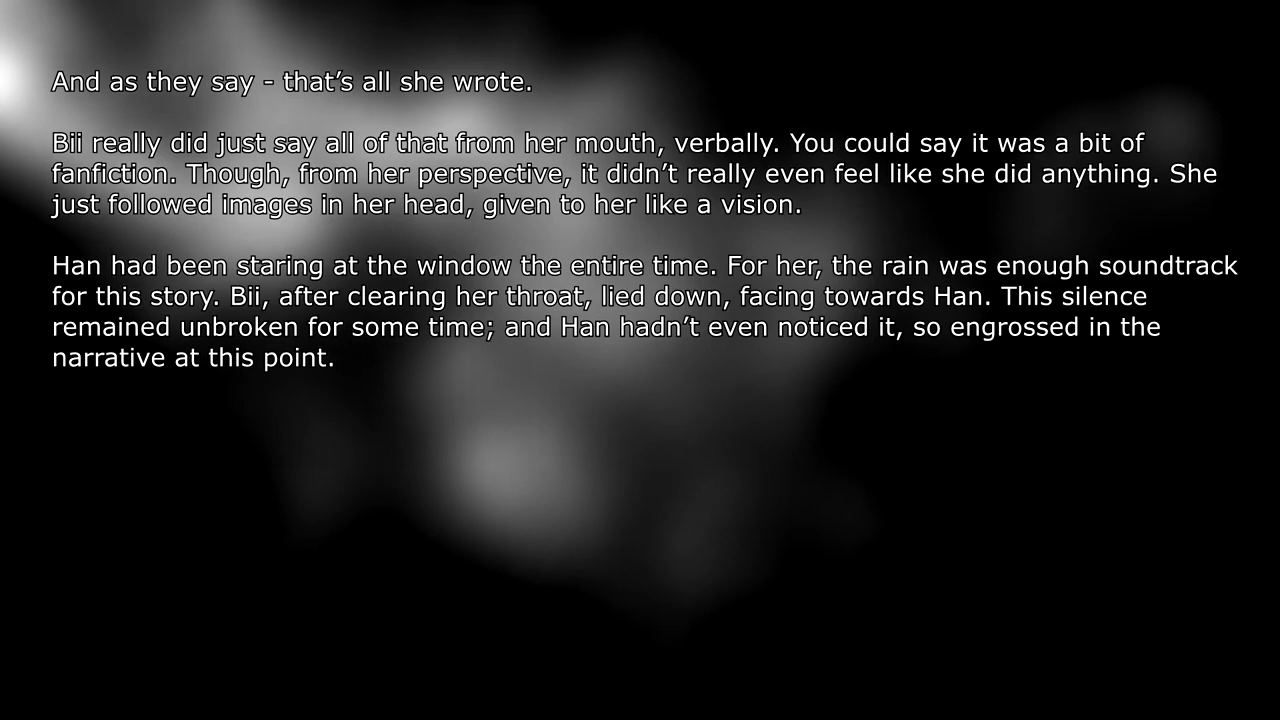 And as they say - that’s all she wrote.
Bii really did just say all of that from her mouth, verbally. You could say it was a bit of
fanfiction. Though, from her perspective, it didn’t really even feel like she did anything. She
just followed images in her head, given to her like a vision.
Han had been staring at the window the entire time. For her, the rain was enough soundtrack
for this story. Bii, after clearing her throat, lied down, facing towards Han. This silence
remained unbroken for some time; and Han hadn’t even noticed it, so engrossed in the
narrative at this point.